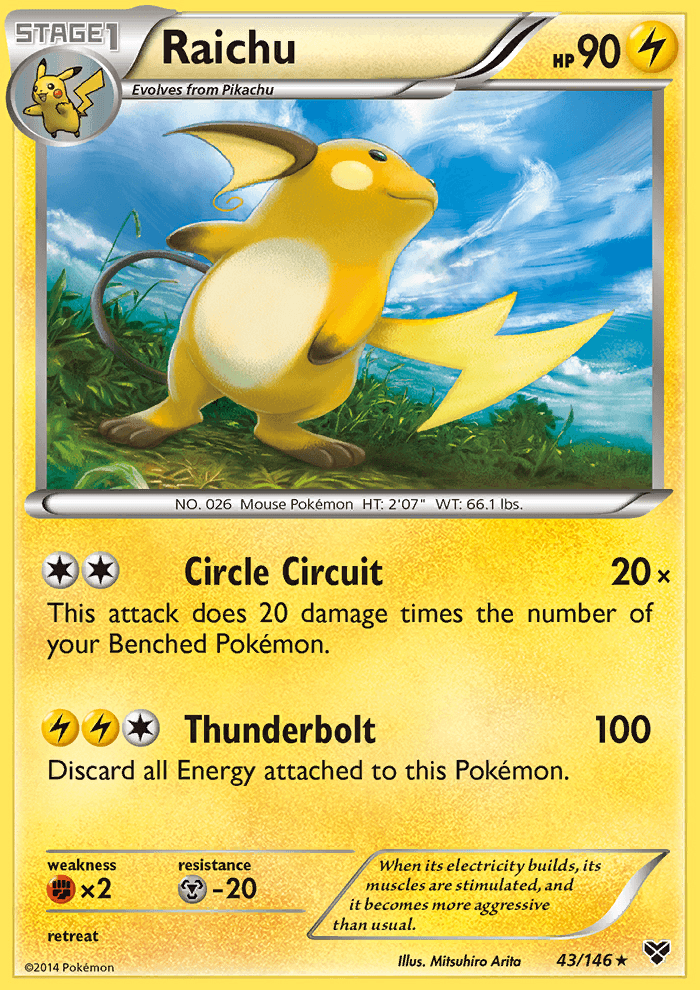 STAGE1
Raichu
HP 90
Evolves from Pikachu
NO. 026 Mouse Pokémon HT: 2'07" WT: 66.1 lbs.
Circle Circuit 20×
This attack does 20 damage times the number of
your Benched Pokémon.
Thunderbolt 100
Discard all Energy attached to this Pokémon.
weakness resistance
×2 -20
retreat
When its electricity builds, its
muscles are stimulated, and
it becomes more aggressive
than usual.
©2014 Pokémon
Illus. Mitsuhiro Arita 43/146 ★